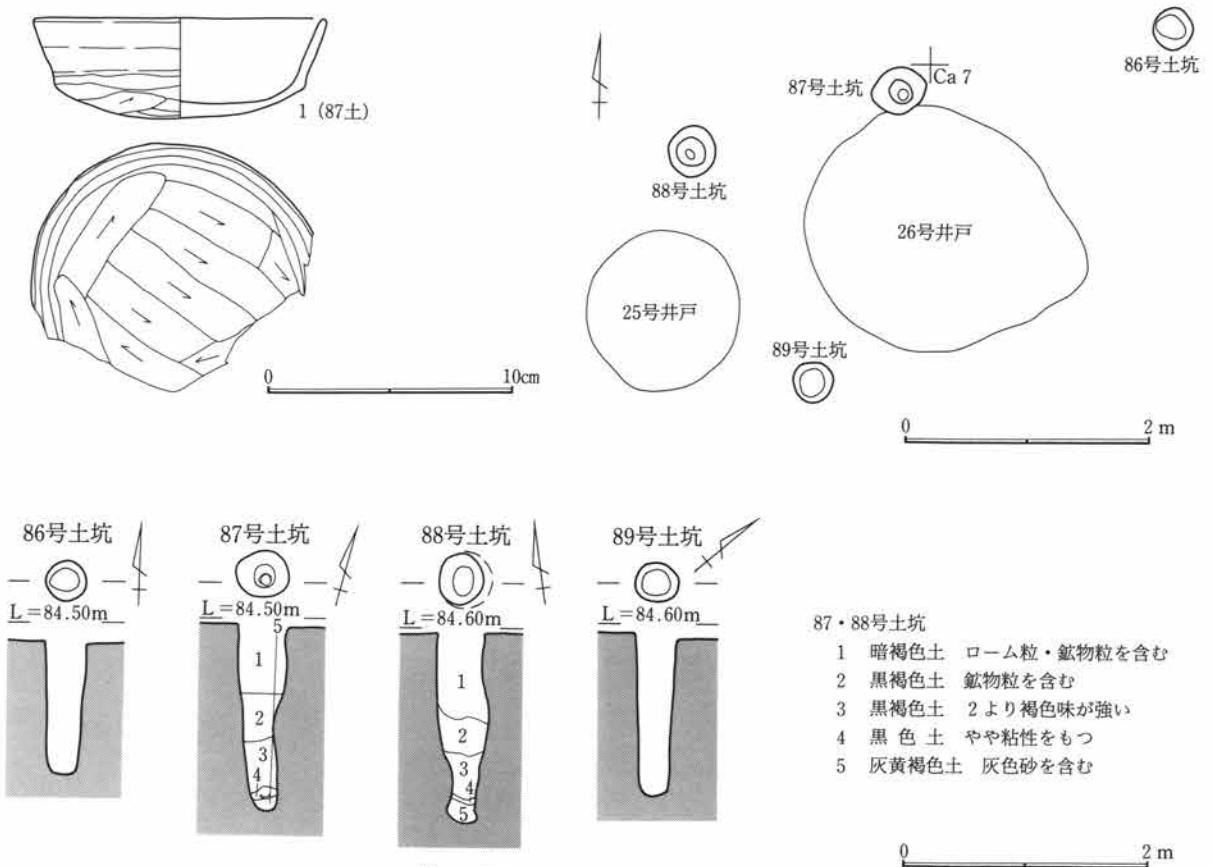 1 (87土)
0 10cm
86号土坑
Ca 7
87号土坑
88号土坑
26号井戸
25号井戸
89号土坑
0 2 m
86号土坑
L=84.50m
87号土坑
L=84.50m
5
1
2
3
4
88号土坑
L=84.60m
1
2
3
4
5
89号土坑
L=84.60m
87・88号土坑
1 暗褐色土 ローム粒・鉱物粒を含む
2 黒褐色土 鉱物粒を含む
3 黒褐色土 2より褐色味が強い
4 黒色土 やや粘性をもつ
5 灰黄褐色土 灰色砂を含む
0 2 m